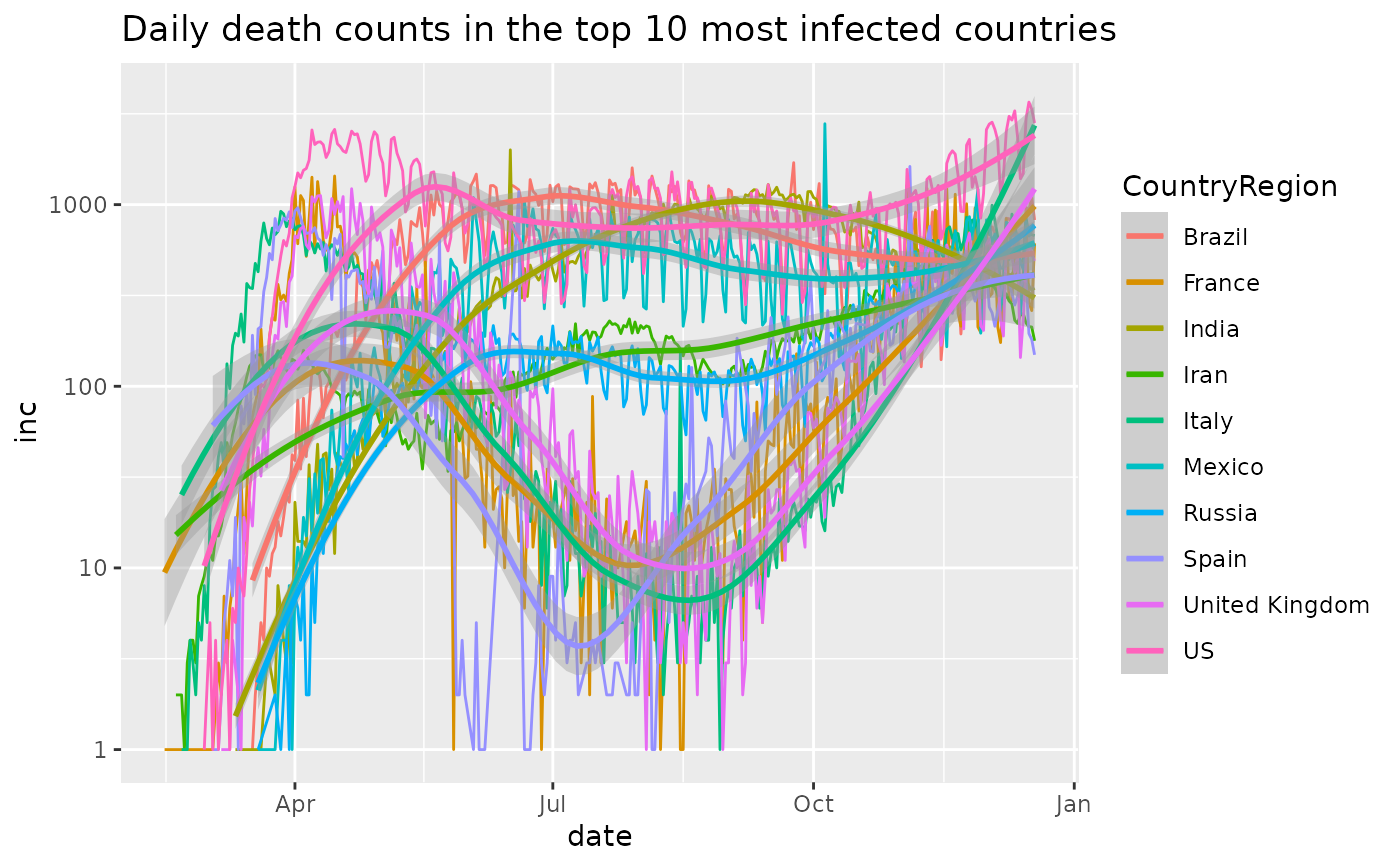 Daily death counts in the top 10 most infected countries
inc
1000
100
10
1
Apr
Jul
Oct
Jan
date
CountryRegion
Brazil
France
India
Iran
Italy
Mexico
Russia
Spain
United Kingdom
US